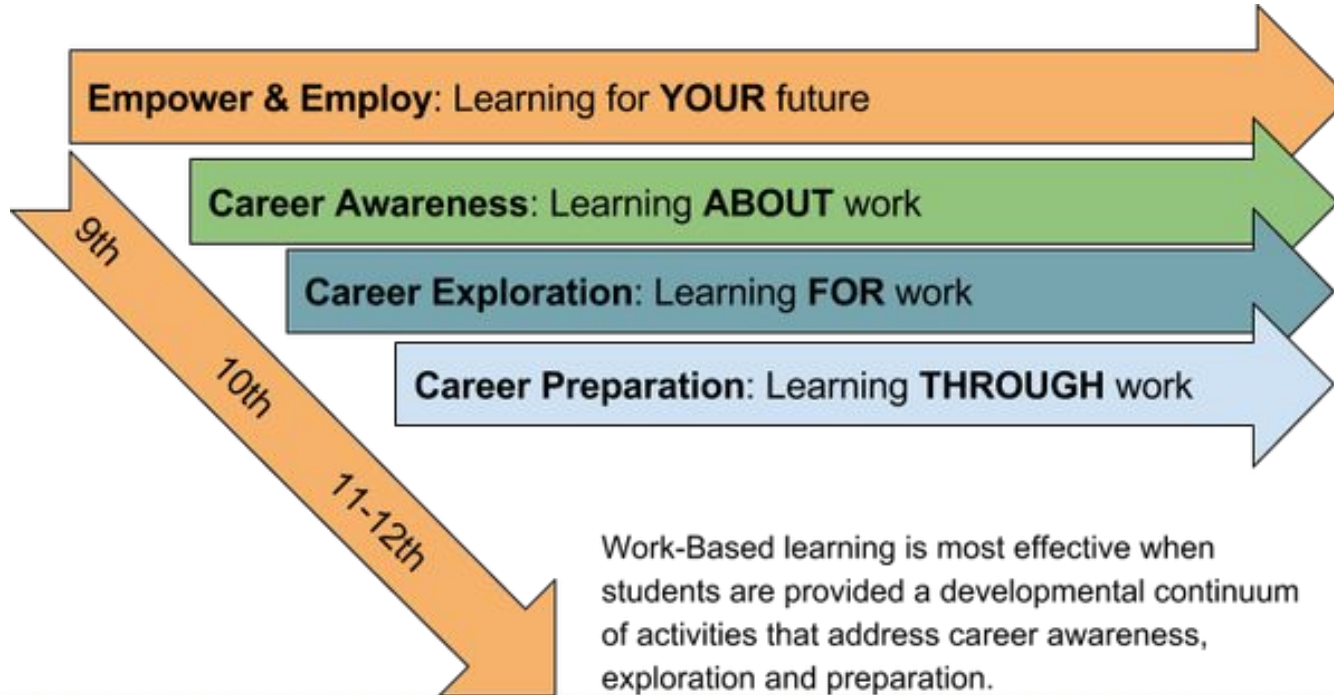 Empower & Employ: Learning for YOUR future
Career Awareness: Learning ABOUT work
Career Exploration: Learning FOR work
Career Preparation: Learning THROUGH work
9th
10th
11-12th
Work-Based learning is most effective when
students are provided a developmental continuum
of activities that address career awareness,
exploration and preparation.